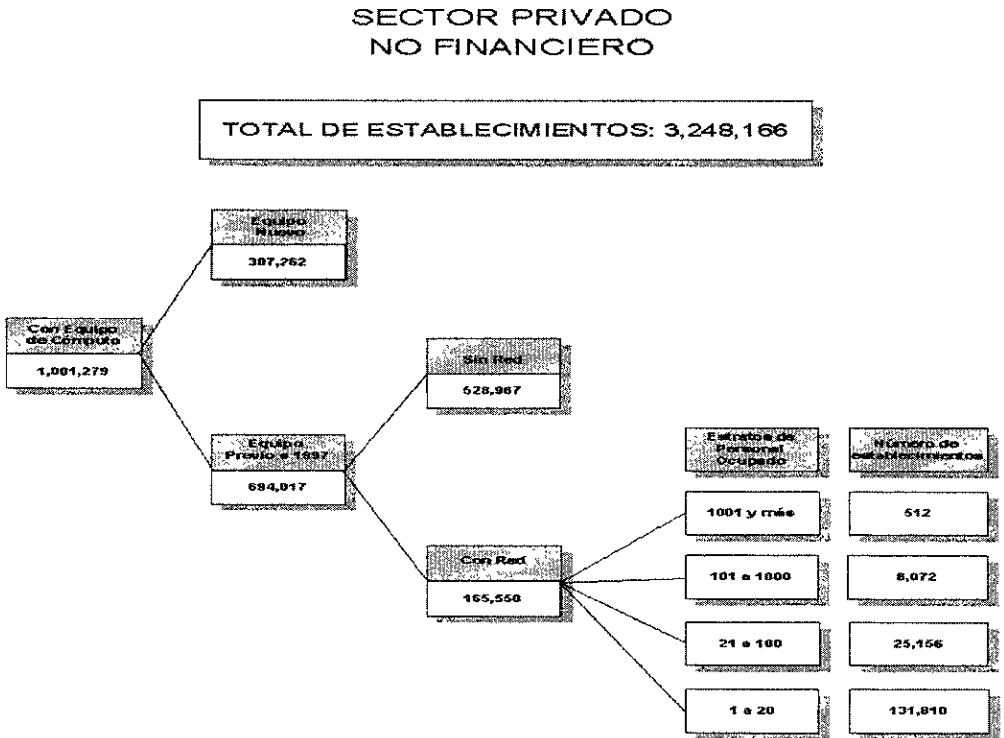 SECTOR PRIVADO
NO FINANCIERO
TOTAL DE ESTABLECIMIENTOS: 3,248,166
Equipo
Nuevo
307,262
Con Equipo
de Cómputo
1,001,279
Sin Red
528,467
Equipo
Previo a 1997
694,017
Con Red
165,550
Estratos de
Personal
Ocupado
Número de
establecimientos
1001 y más
512
101 a 1000
8,072
21 a 100
25,156
1 a 20
131,810